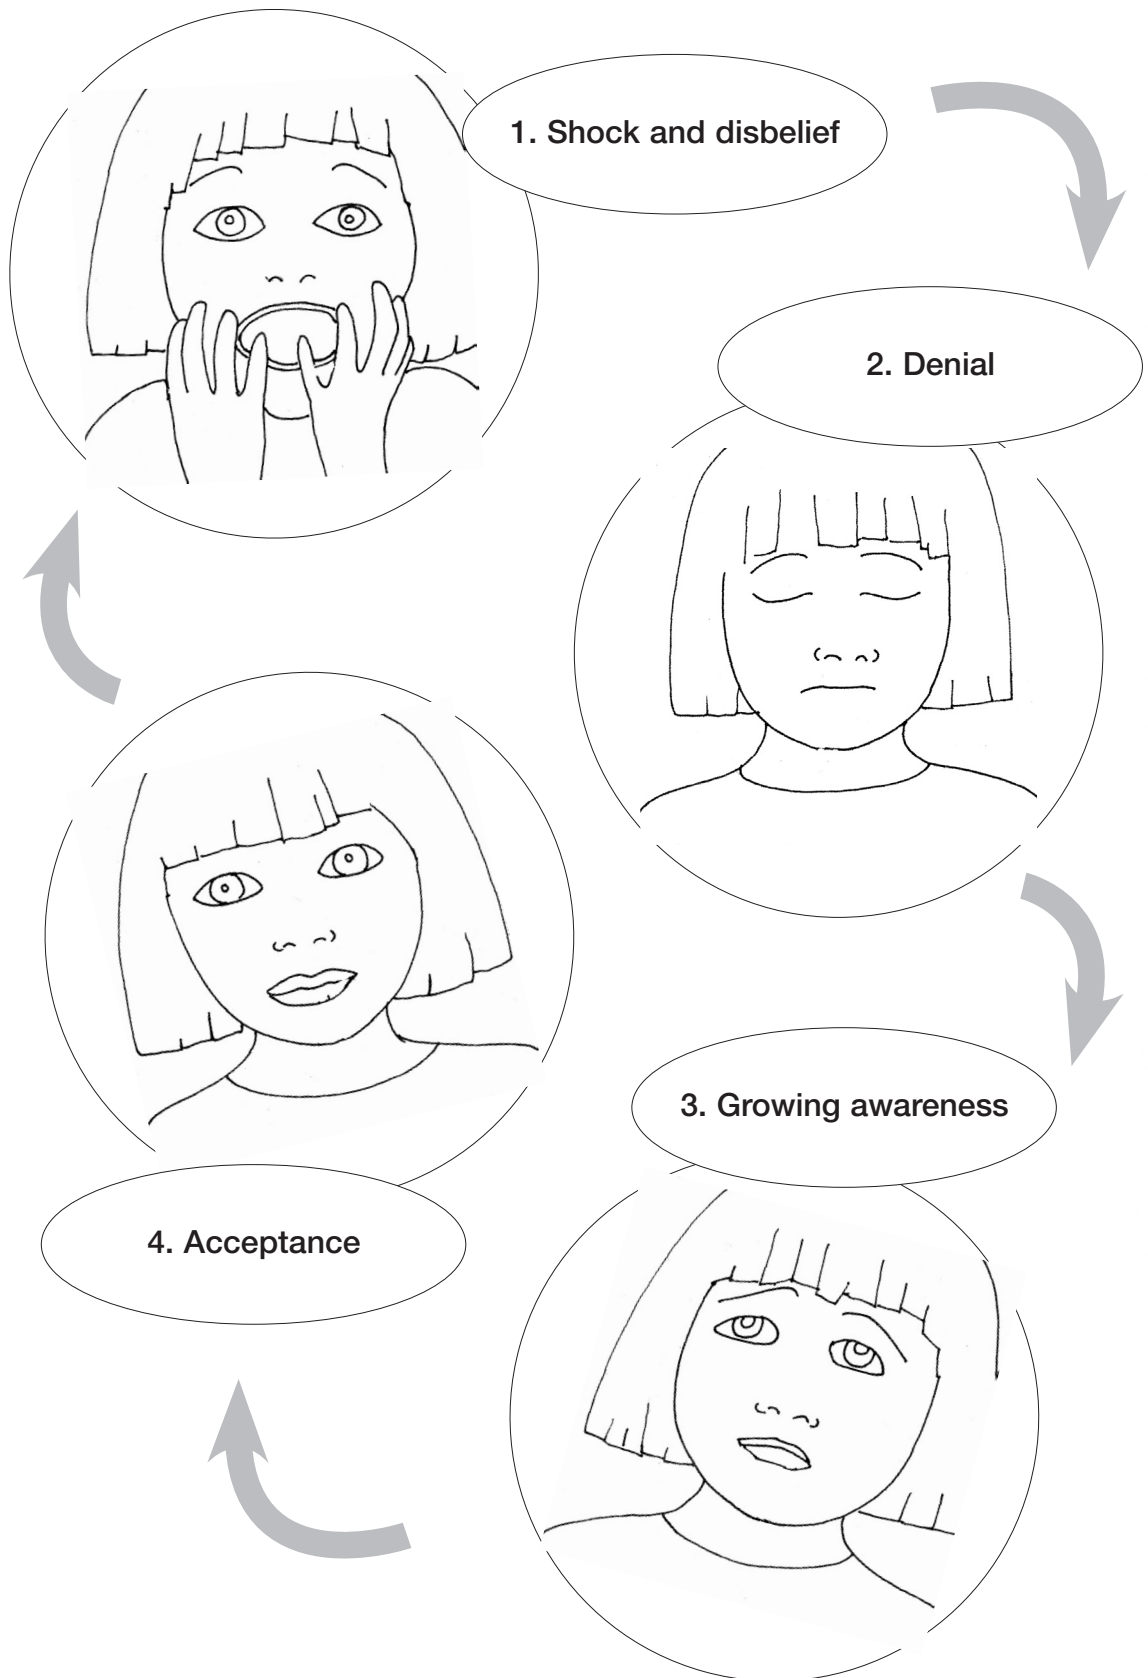 1. Shock and disbelief
2. Denial
3. Growing awareness
4. Acceptance